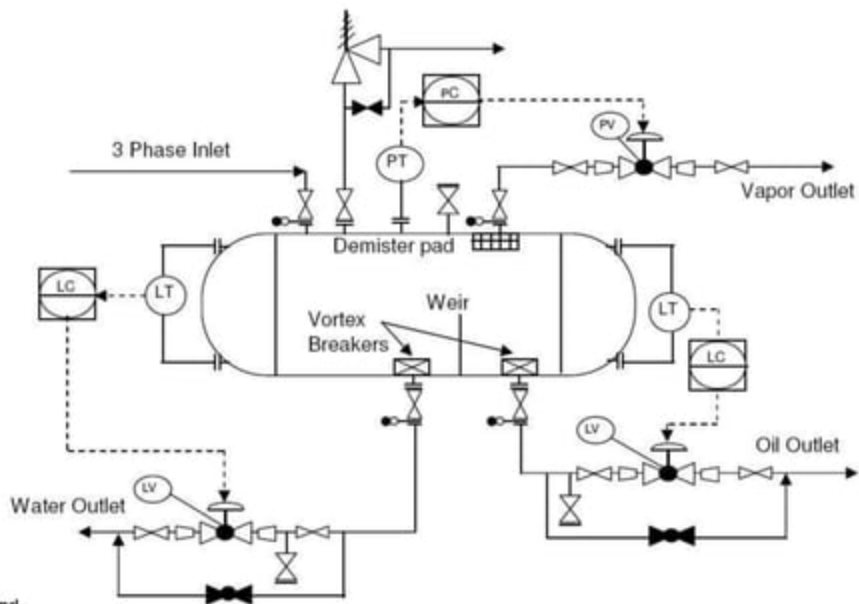 PC
PV
3 Phase Inlet
PT
Vapor Outlet
Demister pad
LC
LT
Weir
LT
Vortex
Breakers
LC
LV
Oil Outlet
LV
Water Outlet